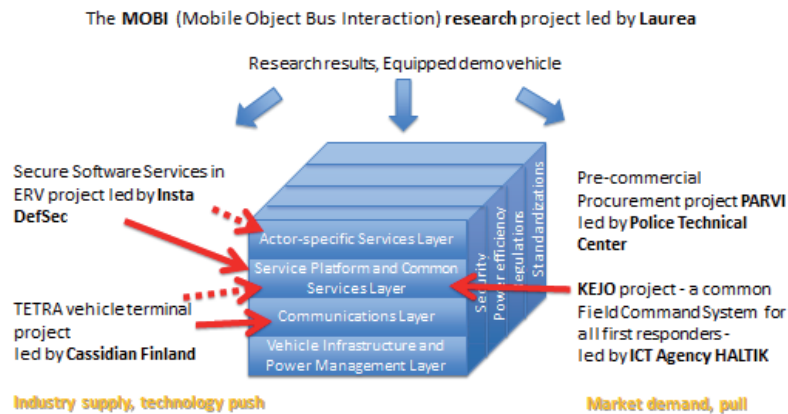 The MOBI (Mobile Object Bus Interaction) research project led by Laurea
Research results, Equipped demo vehicle
Secure Software Services in
ERV project led by Insta
DefSec
TETRA vehicle terminal
project
led by Cassidian Finland
Industry supply, technology push
Actor-specific Services Layer
Service Platform and Common
Services Layer
Communications Layer
Vehicle Infrastructure and
Power Management Layer
Security
Power efficiency
Regulations
Standardizations
Pre-commercial
Procurement project PARVI
led by Police Technical
Center
KEJO project - a common
Field Command System for
all first responders -
led by ICT Agency HALTIK
Market demand, pull